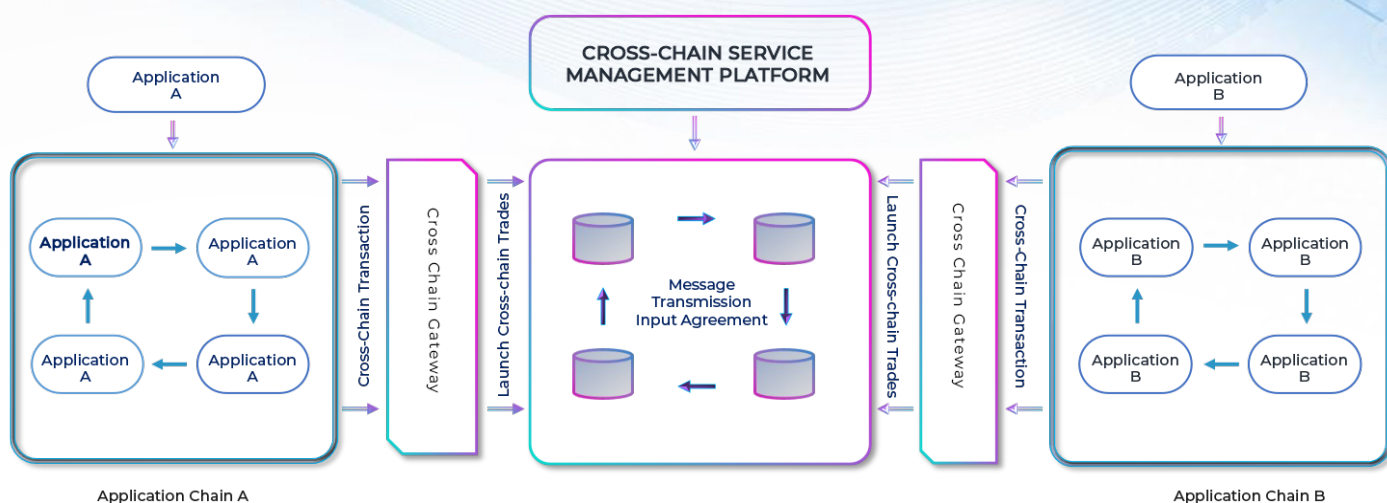 CROSS-CHAIN SERVICE
MANAGEMENT PLATFORM
Application
A
Application
B
Application
A
Application
A
Application
A
Application
A
Cross-Chain Transaction
Cross Chain Gateway
Launch Cross-chain Trades
Message
Transmission
Input Agreement
Launch Cross-chain Trades
Cross Chain Gateway
Cross-Chain Transaction
Application
B
Application
B
Application
B
Application
B
Application Chain A
Application Chain B